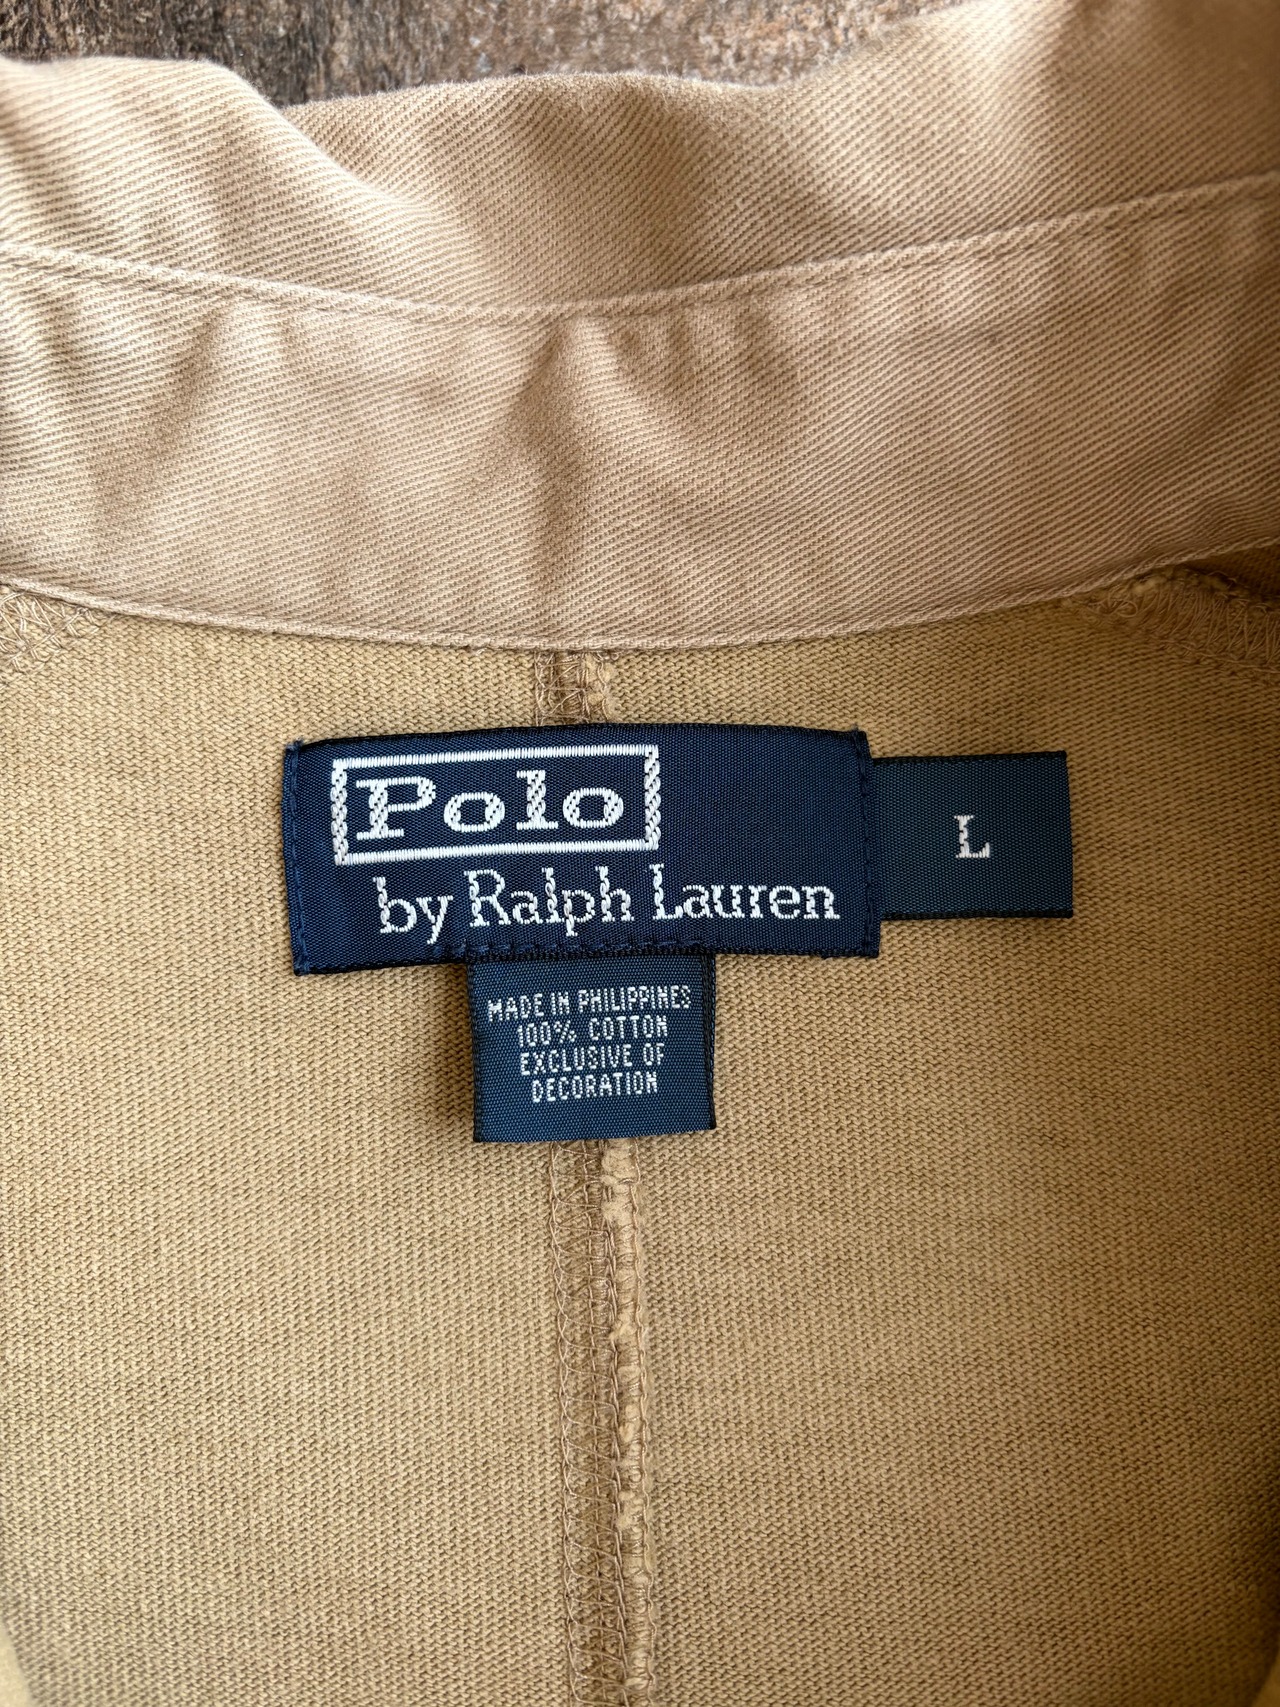 Polo
by Ralph Lauren
L
MADE IN PHILIPPINES
100% COTTON
EXCLUSIVE OF
DECORATION